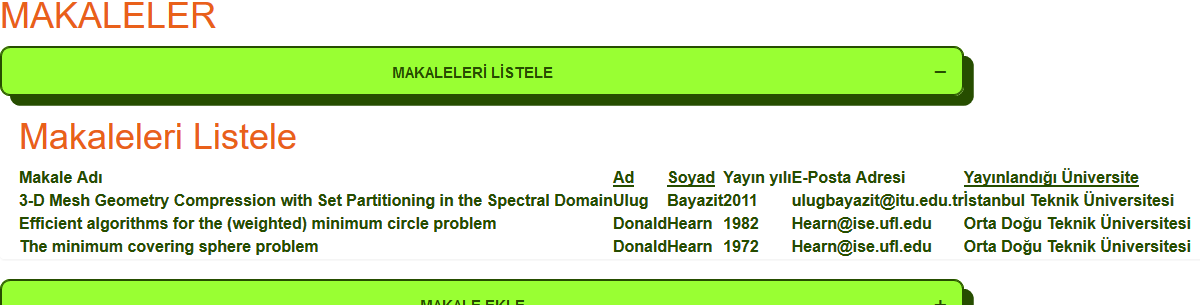 MAKALELER
MAKALELERİ LİSTELE −
Makaleleri Listele
Makale Adı Ad Soyad Yayın yılı E-Posta Adresi Yayınlandığı Üniversite
3-D Mesh Geometry Compression with Set Partitioning in the Spectral Domain Ulug Bayazit 2011 ulugbayazit@itu.edu.tr İstanbul Teknik Üniversitesi
Efficient algorithms for the (weighted) minimum circle problem Donald Hearn 1982 Hearn@ise.ufl.edu Orta Doğu Teknik Üniversitesi
The minimum covering sphere problem Donald Hearn 1972 Hearn@ise.ufl.edu Orta Doğu Teknik Üniversitesi
MAKALE EKLE +